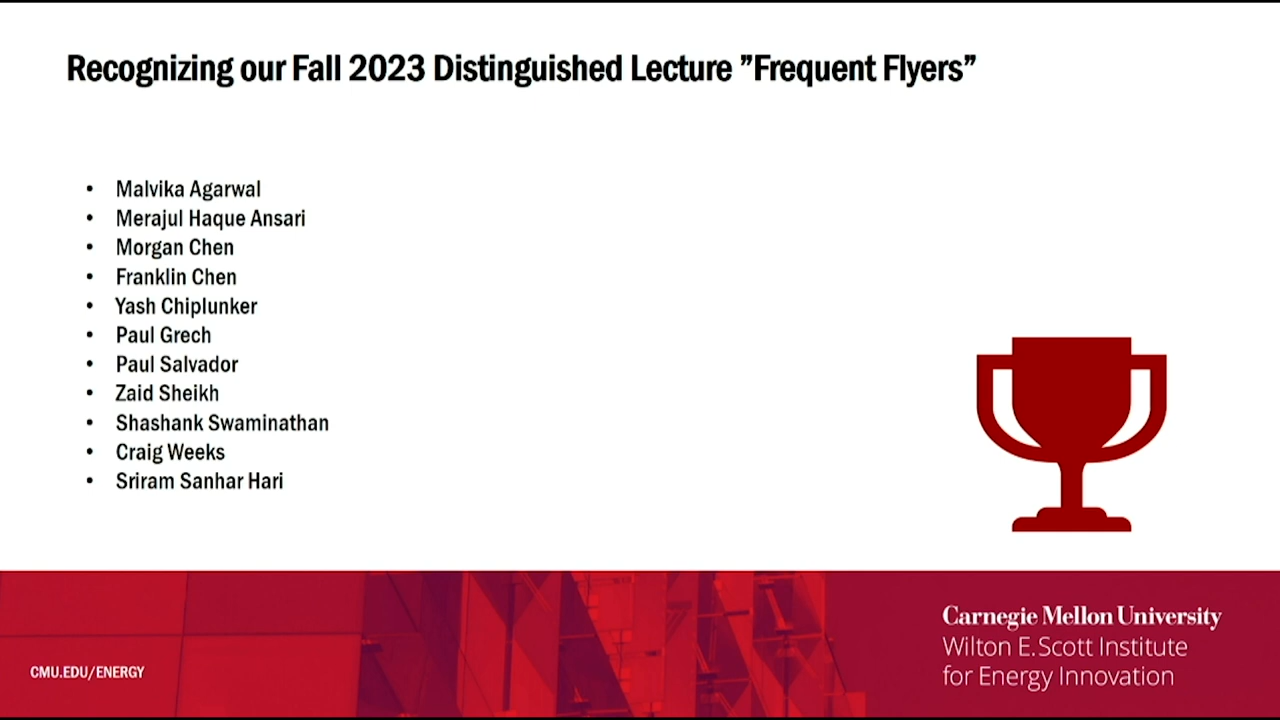 Recognizing our Fall 2023 Distinguished Lecture ”Frequent Flyers”
• Malvika Agarwal
• Merajul Haque Ansari
• Morgan Chen
• Franklin Chen
• Yash Chiplunker
• Paul Grech
• Paul Salvador
• Zaid Sheikh
• Shashank Swaminathan
• Craig Weeks
• Sriram Sanhar Hari
CMU.EDU/ENERGY
Carnegie Mellon University
Wilton E. Scott Institute
for Energy Innovation